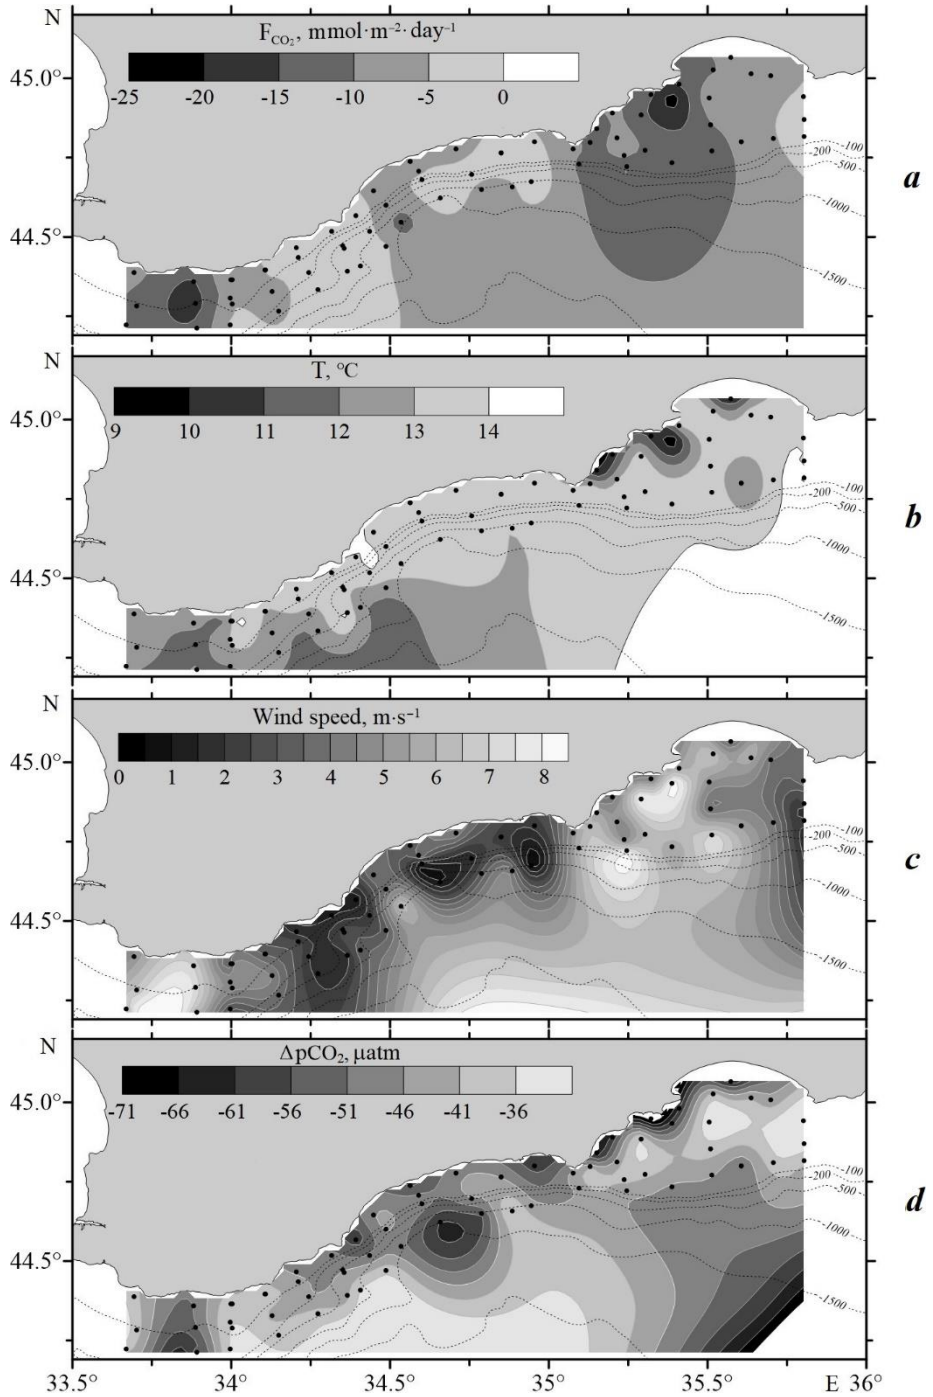 N
F_CO₂, mmol·m⁻²·day⁻¹
-25 -20 -15 -10 -5 0
45.0°
44.5°
-100
-200
-500
-1000
-1500
a
N
T, °C
9 10 11 12 13 14
45.0°
44.5°
-100
-200
-500
-1000
-1500
b
N
Wind speed, m·s⁻¹
0 1 2 3 4 5 6 7 8
45.0°
44.5°
-100
-200
-500
-1000
-1500
c
N
ΔpCO₂, µatm
-71 -66 -61 -56 -51 -46 -41 -36
45.0°
44.5°
-100
-200
-500
-1000
-1500
d
33.5° 34° 34.5° 35° 35.5° E 36°